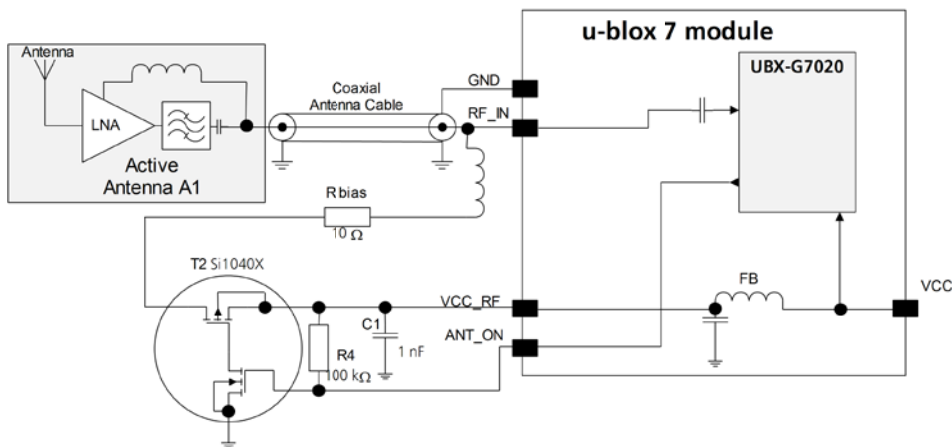 u-blox 7 module
Antenna
UBX-G7020
LNA
Active
Antenna A1
Coaxial
Antenna Cable
GND
RF_IN
Rbias
10 Ω
T2 Si1040X
VCC_RF
ANT_ON
C1
1 nF
R4
100 kΩ
FB
VCC